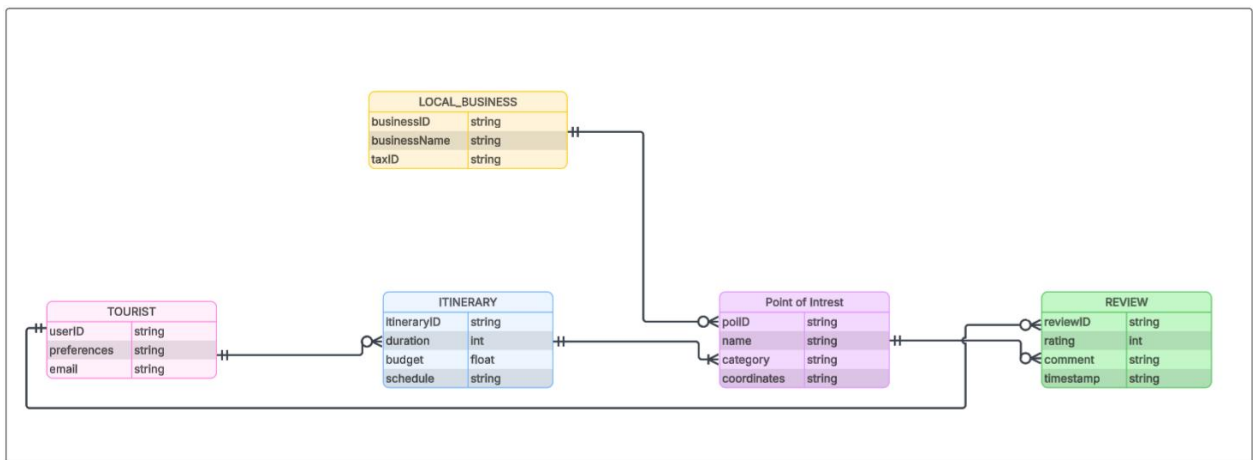 LOCAL_BUSINESS
businessID string
businessName string
taxID string
TOURIST
userID string
preferences string
email string
ITINERARY
itineraryID string
duration int
budget float
schedule string
Point of Intrest
poiID string
name string
category string
coordinates string
REVIEW
reviewID string
rating int
comment string
timestamp string